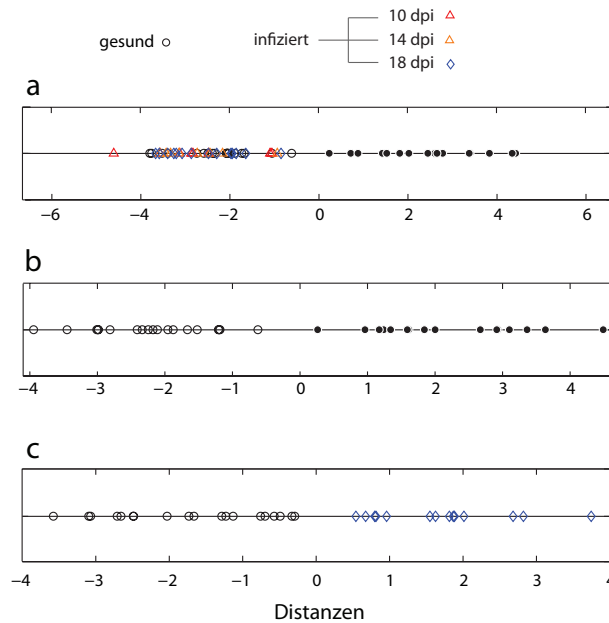 10 dpi
gesund infiziert 14 dpi
18 dpi
a
−6 −4 −2 0 2 4 6
b
−4 −3 −2 −1 0 1 2 3 4
c
−4 −3 −2 −1 0 1 2 3 4
Distanzen